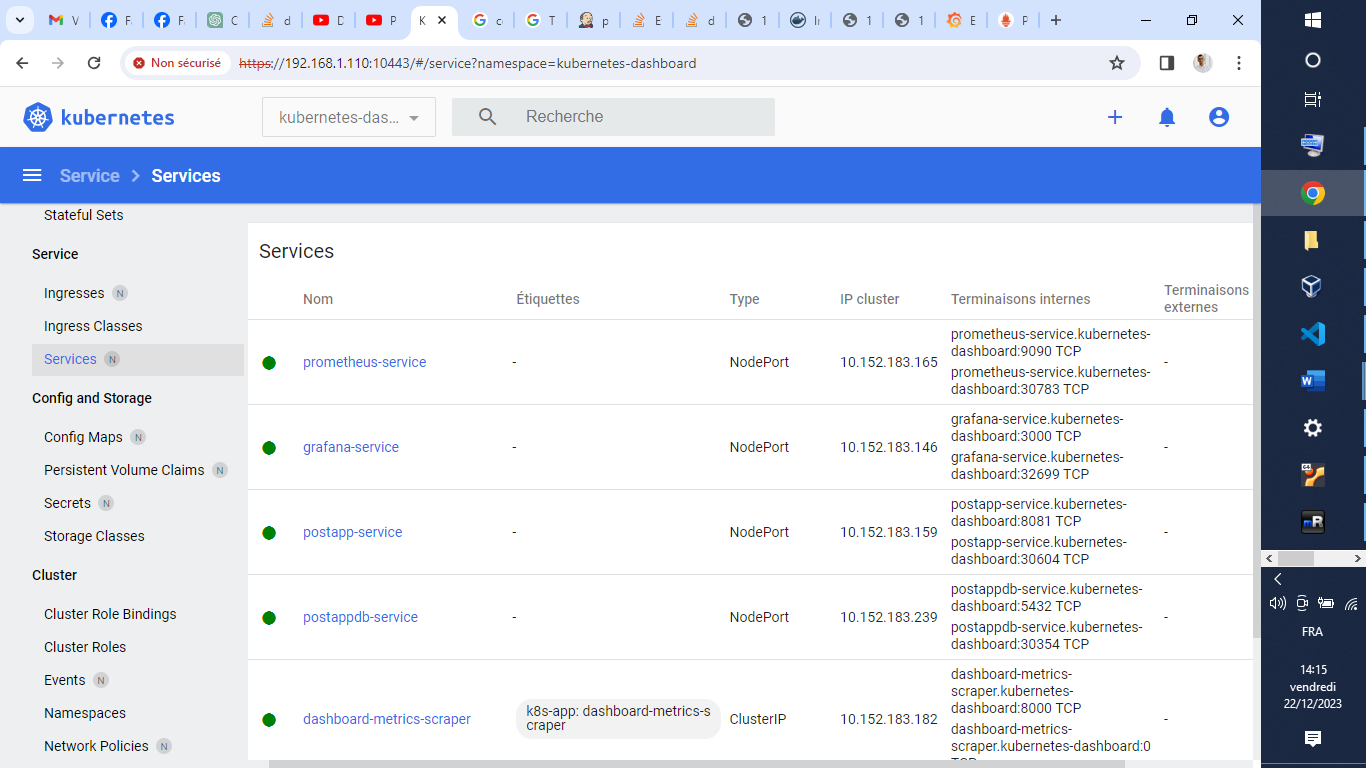 V
F
F
C
d
D
P
K
c
T
p
E
d
1
Ir
1
1
E
P
Non sécurisé
https://192.168.1.110:10443/#/service?namespace=kubernetes-dashboard
kubernetes
kubernetes-das...
Recherche
Service
Services
Stateful Sets
Service
Ingresses N
Ingress Classes
Services N
Config and Storage
Config Maps N
Persistent Volume Claims N
Secrets N
Storage Classes
Cluster
Cluster Role Bindings
Cluster Roles
Events N
Namespaces
Network Policies N
Services
Nom
Étiquettes
Type
IP cluster
Terminaisons internes
Terminaisons
externes
prometheus-service
-
NodePort
10.152.183.165
prometheus-service.kubernetes-
dashboard:9090 TCP
prometheus-service.kubernetes-
dashboard:30783 TCP
-
grafana-service
-
NodePort
10.152.183.146
grafana-service.kubernetes-
dashboard:3000 TCP
grafana-service.kubernetes-
dashboard:32699 TCP
-
postapp-service
-
NodePort
10.152.183.159
postapp-service.kubernetes-
dashboard:8081 TCP
postapp-service.kubernetes-
dashboard:30604 TCP
-
postappdb-service
-
NodePort
10.152.183.239
postappdb-service.kubernetes-
dashboard:5432 TCP
postappdb-service.kubernetes-
dashboard:30354 TCP
-
dashboard-metrics-scraper
k8s-app: dashboard-metrics-s
craper
ClusterIP
10.152.183.182
dashboard-metrics-
scraper.kubernetes-
dashboard:8000 TCP
dashboard-metrics-
scraper.kubernetes-dashboard:0
TCP
-
FRA
14:15
vendredi
22/12/2023